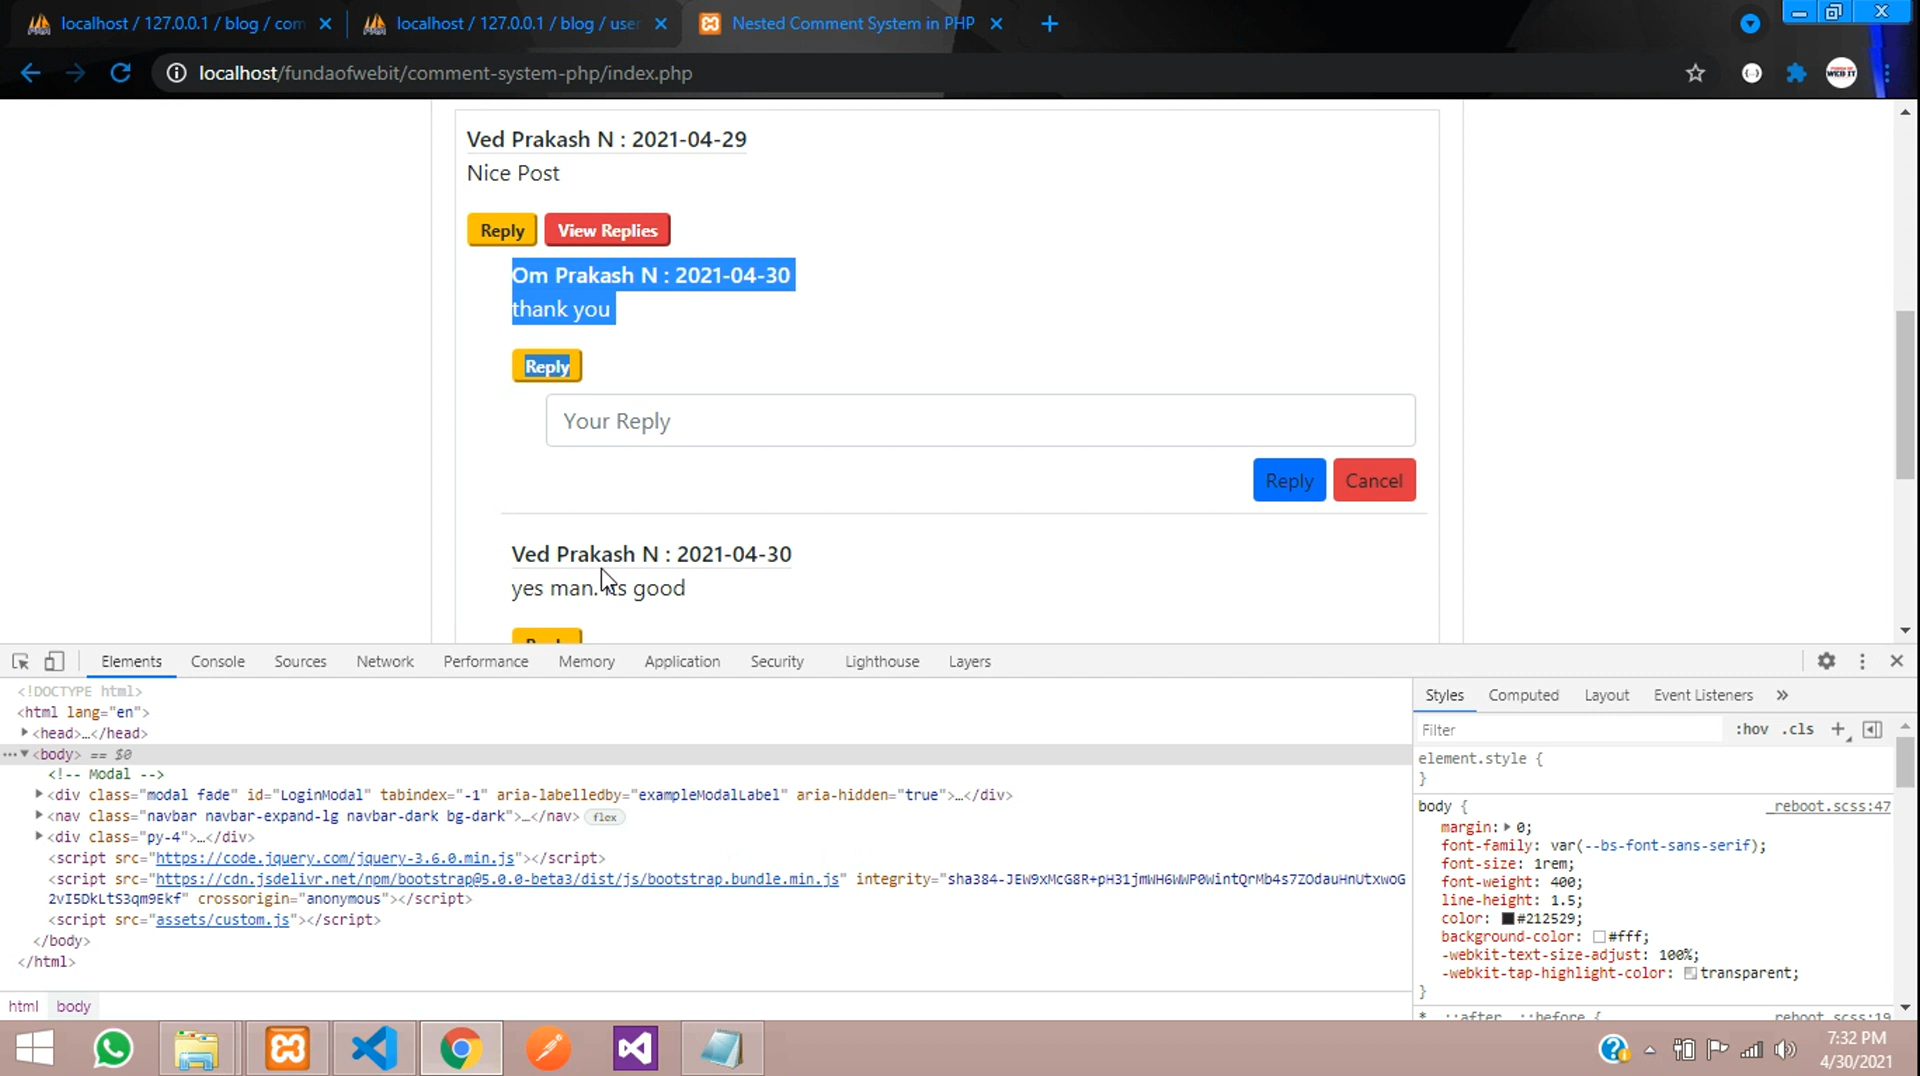 localhost / 127.0.0.1 / blog / com
localhost / 127.0.0.1 / blog / use
Nested Comment System in PHP
localhost/fundaofwebit/comment-system-php/index.php
Ved Prakash N : 2021-04-29
Nice Post
Reply
View Replies
Om Prakash N : 2021-04-30
thank you
Reply
Your Reply
Reply
Cancel
Ved Prakash N : 2021-04-30
yes man. its good
Reply
Elements
Console
Sources
Network
Performance
Memory
Application
Security
Lighthouse
Layers
<!DOCTYPE html>
<html lang="en">
<head>…</head>
<body> == $0
<!-- Modal -->
<div class="modal fade" id="LoginModal" tabindex="-1" aria-labelledby="exampleModalLabel" aria-hidden="true">…</div>
<nav class="navbar navbar-expand-lg navbar-dark bg-dark">…</nav> flex
<div class="py-4">…</div>
<script src="https://code.jquery.com/jquery-3.6.0.min.js"></script>
<script src="https://cdn.jsdelivr.net/npm/bootstrap@5.0.0-beta3/dist/js/bootstrap.bundle.min.js" integrity="sha384-JEW9xMcG8R+pH31jmWH6WWP0WintQrMb4s7ZOdauHnUtxwoG
2vI5DkLtS3qm9Ekf" crossorigin="anonymous"></script>
<script src="assets/custom.js"></script>
</body>
</html>
html
body
Styles
Computed
Layout
Event Listeners
»
Filter
:hov
.cls
+
element.style {
}
body {
_reboot.scss:47
margin: 0;
font-family: var(--bs-font-sans-serif);
font-size: 1rem;
font-weight: 400;
line-height: 1.5;
color: #212529;
background-color: #fff;
-webkit-text-size-adjust: 100%;
-webkit-tap-highlight-color: transparent;
}
*, ::after, ::before {
reboot.scss:19
7:32 PM
4/30/2021